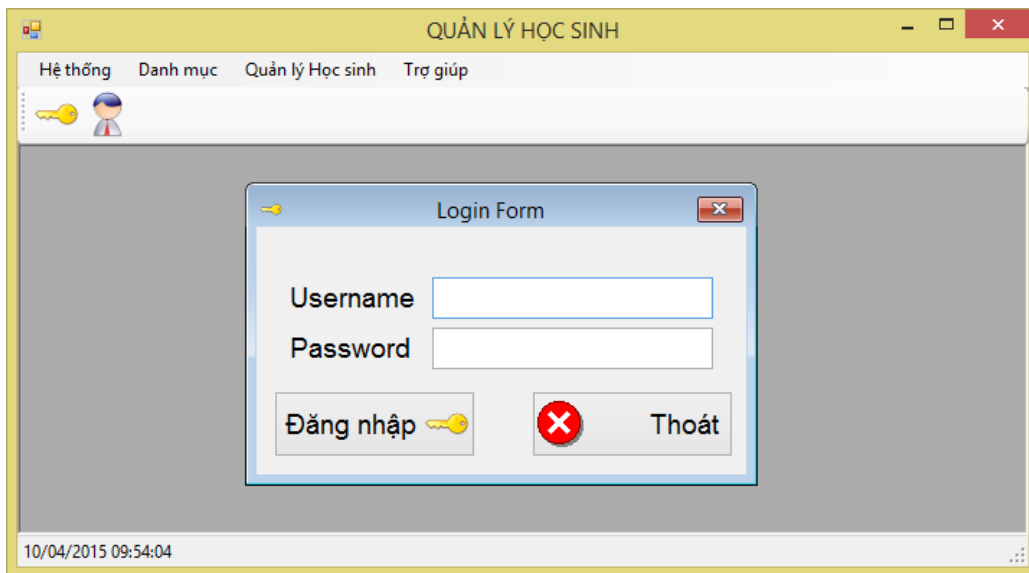 QUẢN LÝ HỌC SINH
Hệ thống Danh mục Quản lý Học sinh Trợ giúp
Login Form
Username
Password
Đăng nhập Thoát
10/04/2015 09:54:04